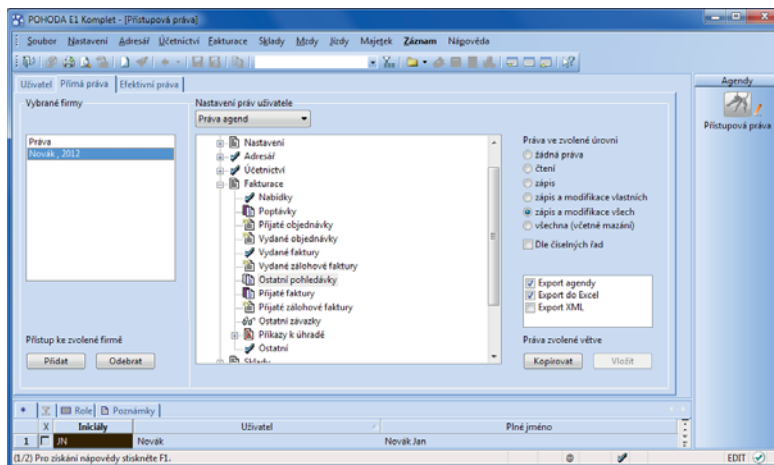 POHODA E1 Komplet - [Přístupová práva]
Soubor Nastavení Adresář Účetnictví Fakturace Sklady Mzdy Jízdy Majetek Záznam Nápověda
Uživatel Přímá práva Efektivní práva
Agendy
Přístupová práva
Vybrané firmy
Práva
Novák , 2012
Přístup ke zvolené firmě
Přidat Odebrat
Nastavení práv uživatele
Práva agend
Nastavení
Adresář
Účetnictví
Fakturace
Nabídky
Poptávky
Přijaté objednávky
Vydané objednávky
Vydané faktury
Vydané zálohové faktury
Ostatní pohledávky
Přijaté faktury
Přijaté zálohové faktury
Ostatní závazky
Příkazy k úhradě
Ostatní
Sklady
Práva ve zvolené úrovni
žádná práva
čtení
zápis
zápis a modifikace vlastních
zápis a modifikace všech
všechna (včetně mazání)
Dle číselných řad
Export agendy
Export do Excel
Export XML
Práva zvolené větve
Kopírovat Vložit
* Role Poznámky
X Iniciály Uživatel Plné jméno
1 JN Novák Novák Jan
(1/2) Pro získání nápovědy stiskněte F1.
@ EDIT